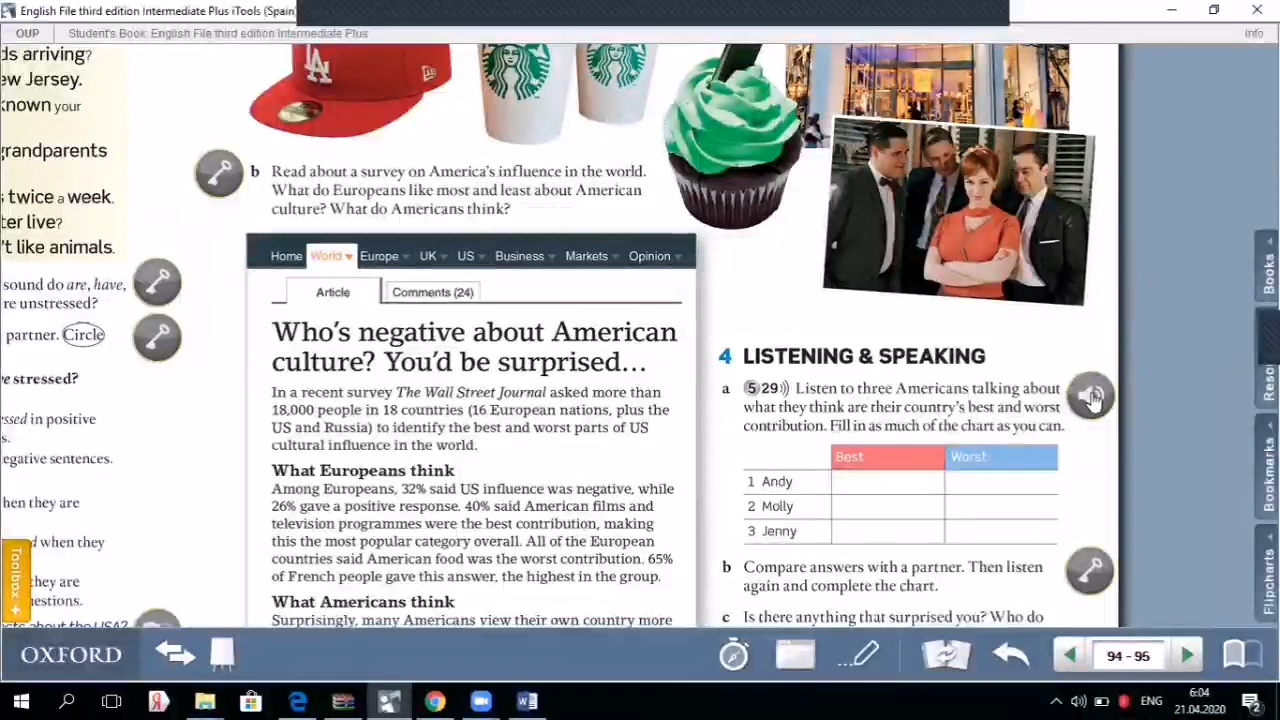 English File third edition Intermediate Plus iTools (Spain)
OUP
Student's Book: English File third edition Intermediate Plus
Info
ds arriving?
ew Jersey.
known your
grandparents
twice a week.
ter live?
't like animals.
sound do are, have,
re unstressed?
partner. Circle
e stressed?
ssed in positive
s.
egative sentences.
hen they are
d when they
they are
estions.
Toolbox +
LA
b Read about a survey on America's influence in the world.
What do Europeans like most and least about American
culture? What do Americans think?
Home World Europe UK US Business Markets Opinion
Article Comments (24)
Who's negative about American
culture? You'd be surprised…
In a recent survey The Wall Street Journal asked more than
18,000 people in 18 countries (16 European nations, plus the
US and Russia) to identify the best and worst parts of US
cultural influence in the world.
What Europeans think
Among Europeans, 32% said US influence was negative, while
26% gave a positive response. 40% said American films and
television programmes were the best contribution, making
this the most popular category overall. All of the European
countries said American food was the worst contribution. 65%
of French people gave this answer, the highest in the group.
What Americans think
Surprisingly, many Americans view their own country more
4 LISTENING & SPEAKING
a 5 29))) Listen to three Americans talking about
what they think are their country's best and worst
contribution. Fill in as much of the chart as you can.
Best Worst
1 Andy
2 Molly
3 Jenny
b Compare answers with a partner. Then listen
again and complete the chart.
c Is there anything that surprised you? Who do
Books
Bookmarks
Flipcharts
OXFORD
94 - 95
ENG
6:04
21.04.2020
2